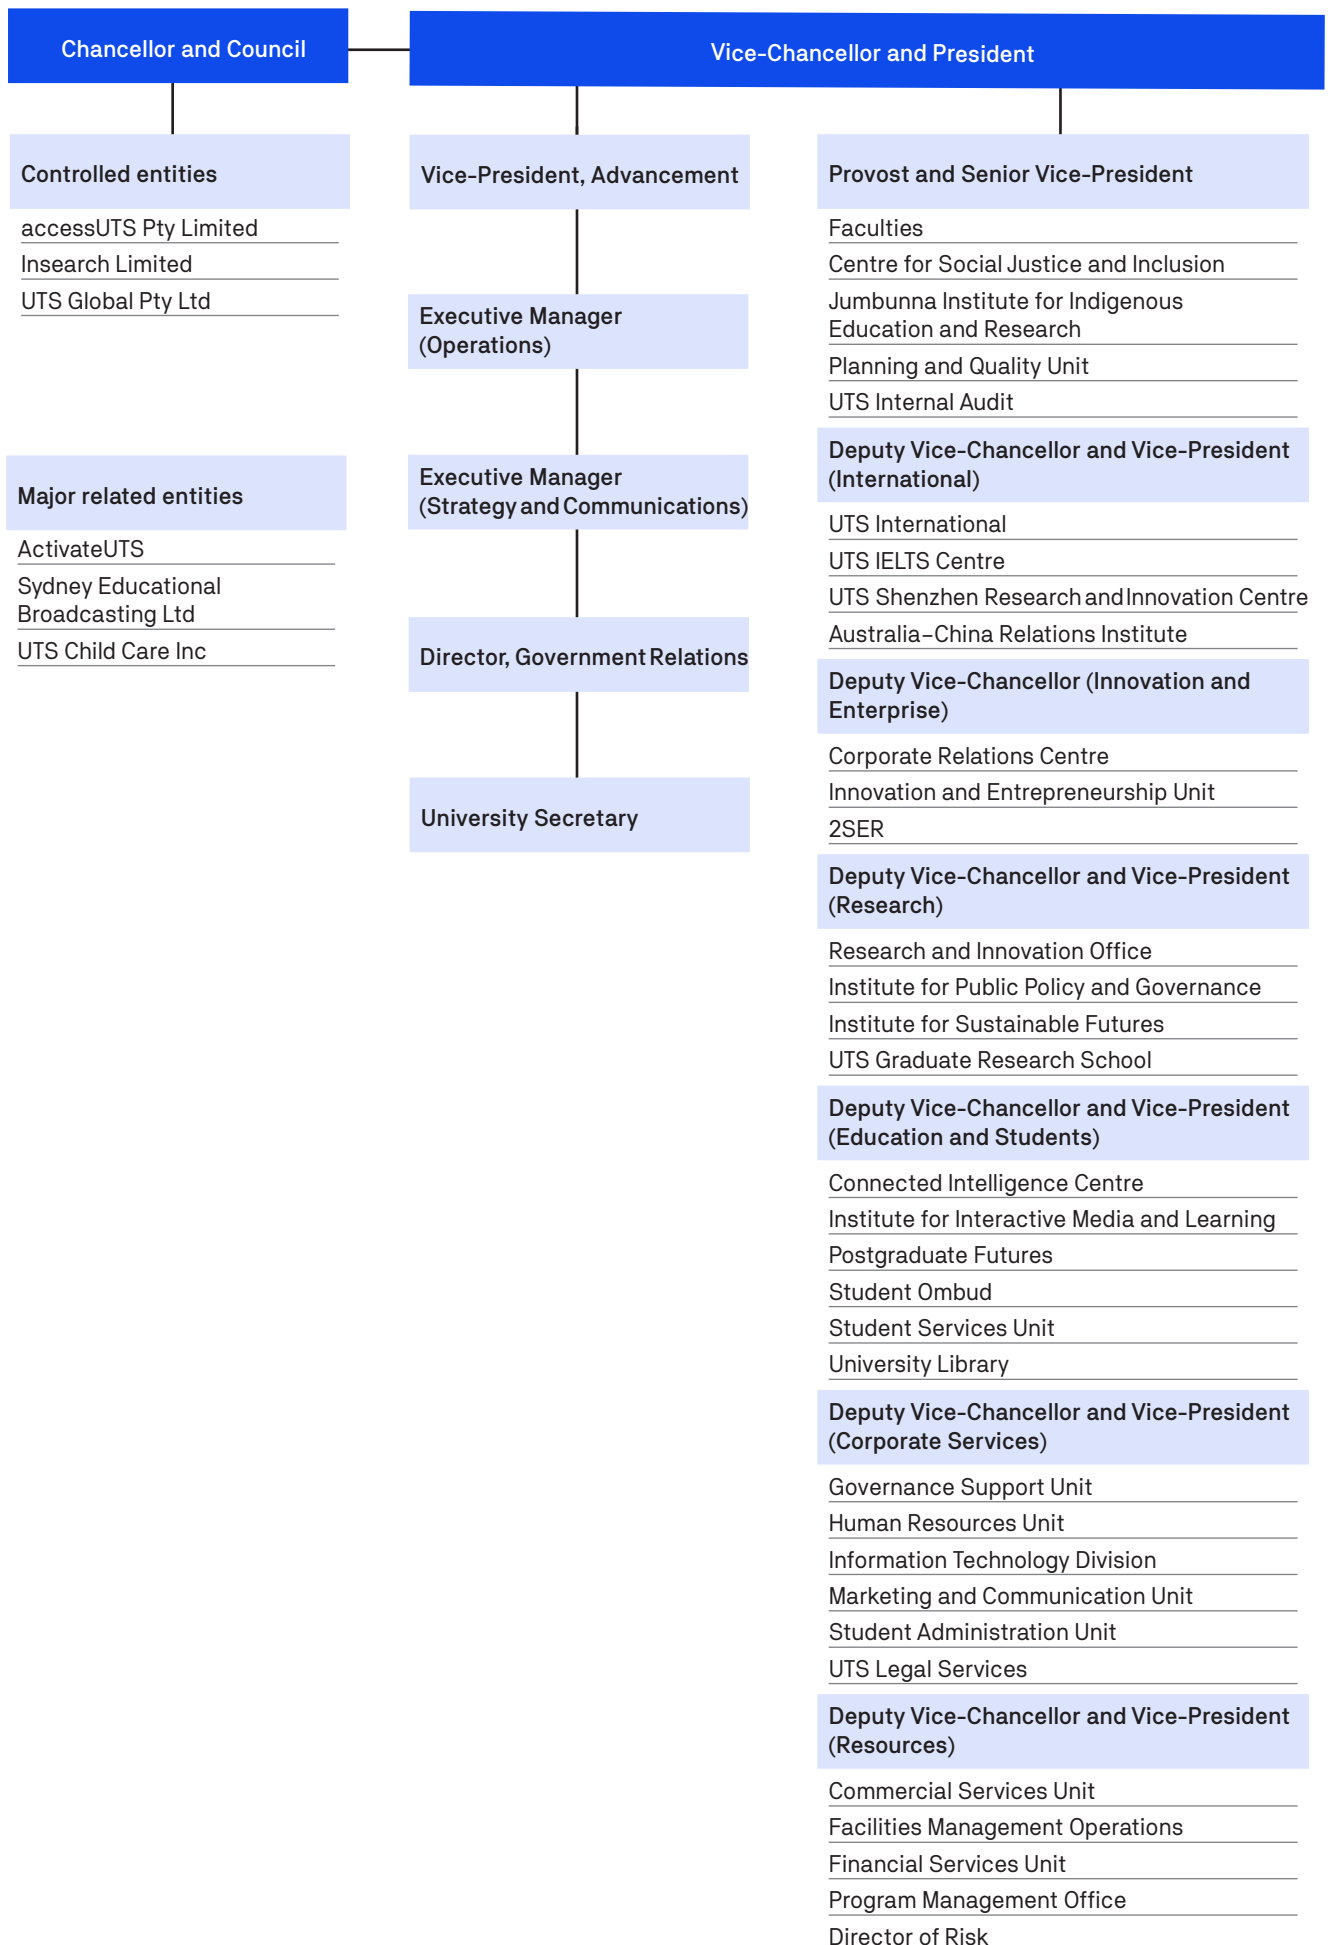 Chancellor and Council
Vice-Chancellor and President
Controlled entities
accessUTS Pty Limited
Insearch Limited
UTS Global Pty Ltd
Major related entities
ActivateUTS
Sydney Educational
Broadcasting Ltd
UTS Child Care Inc
Vice-President, Advancement
Executive Manager
(Operations)
Executive Manager
(Strategy and Communications)
Director, Government Relations
University Secretary
Provost and Senior Vice-President
Faculties
Centre for Social Justice and Inclusion
Jumbunna Institute for Indigenous
Education and Research
Planning and Quality Unit
UTS Internal Audit
Deputy Vice-Chancellor and Vice-President
(International)
UTS International
UTS IELTS Centre
UTS Shenzhen Research and Innovation Centre
Australia–China Relations Institute
Deputy Vice-Chancellor (Innovation and
Enterprise)
Corporate Relations Centre
Innovation and Entrepreneurship Unit
2SER
Deputy Vice-Chancellor and Vice-President
(Research)
Research and Innovation Office
Institute for Public Policy and Governance
Institute for Sustainable Futures
UTS Graduate Research School
Deputy Vice-Chancellor and Vice-President
(Education and Students)
Connected Intelligence Centre
Institute for Interactive Media and Learning
Postgraduate Futures
Student Ombud
Student Services Unit
University Library
Deputy Vice-Chancellor and Vice-President
(Corporate Services)
Governance Support Unit
Human Resources Unit
Information Technology Division
Marketing and Communication Unit
Student Administration Unit
UTS Legal Services
Deputy Vice-Chancellor and Vice-President
(Resources)
Commercial Services Unit
Facilities Management Operations
Financial Services Unit
Program Management Office
Director of Risk